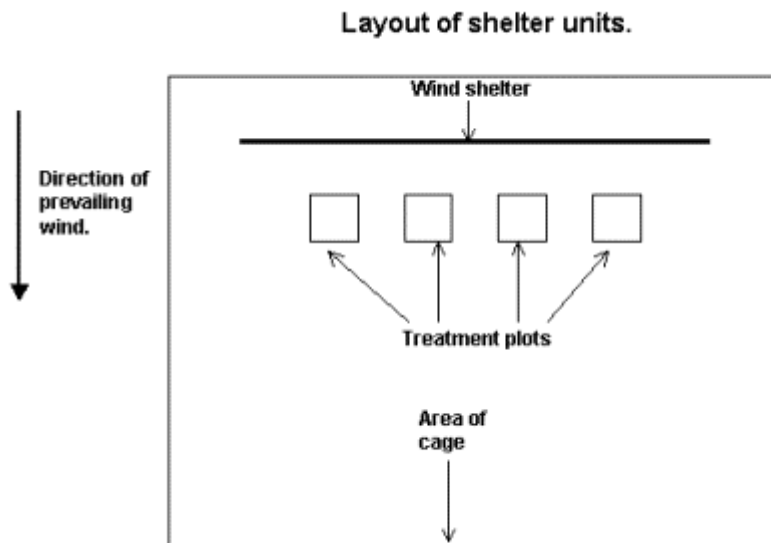 Layout of shelter units.
Wind shelter
Direction of
prevailing
wind.
Treatment plots
Area of
cage